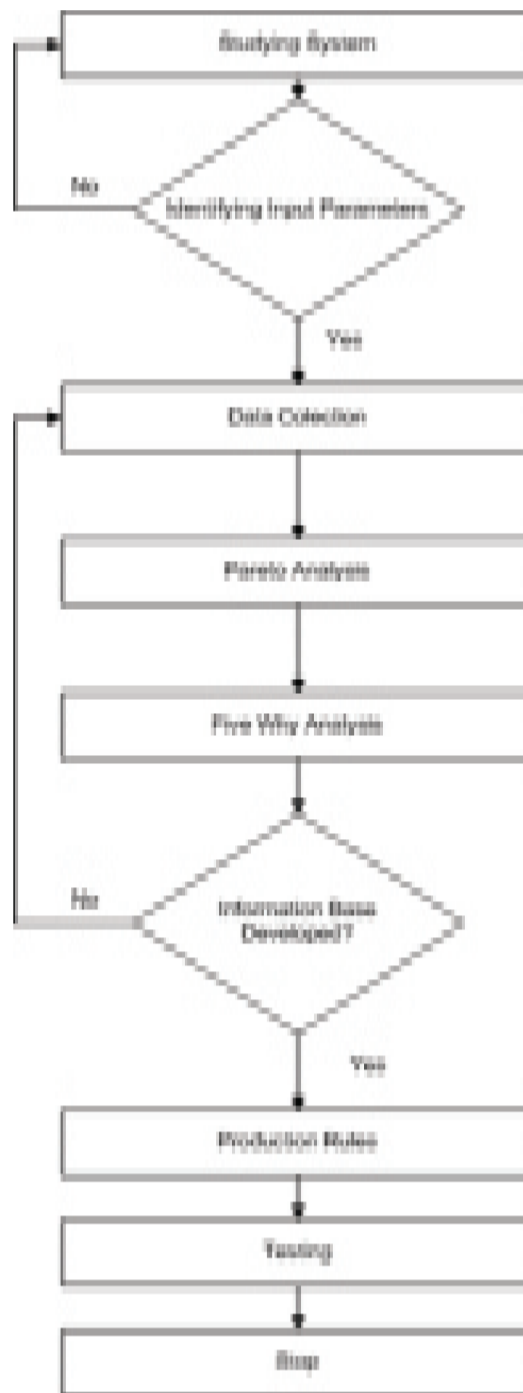 Studying System
No
Identifying Input Parameters
Yes
Data Colection
Pareto Analysis
Five Why Analysis
No
Information Base
Developed?
Yes
Production Rules
Testing
Stop